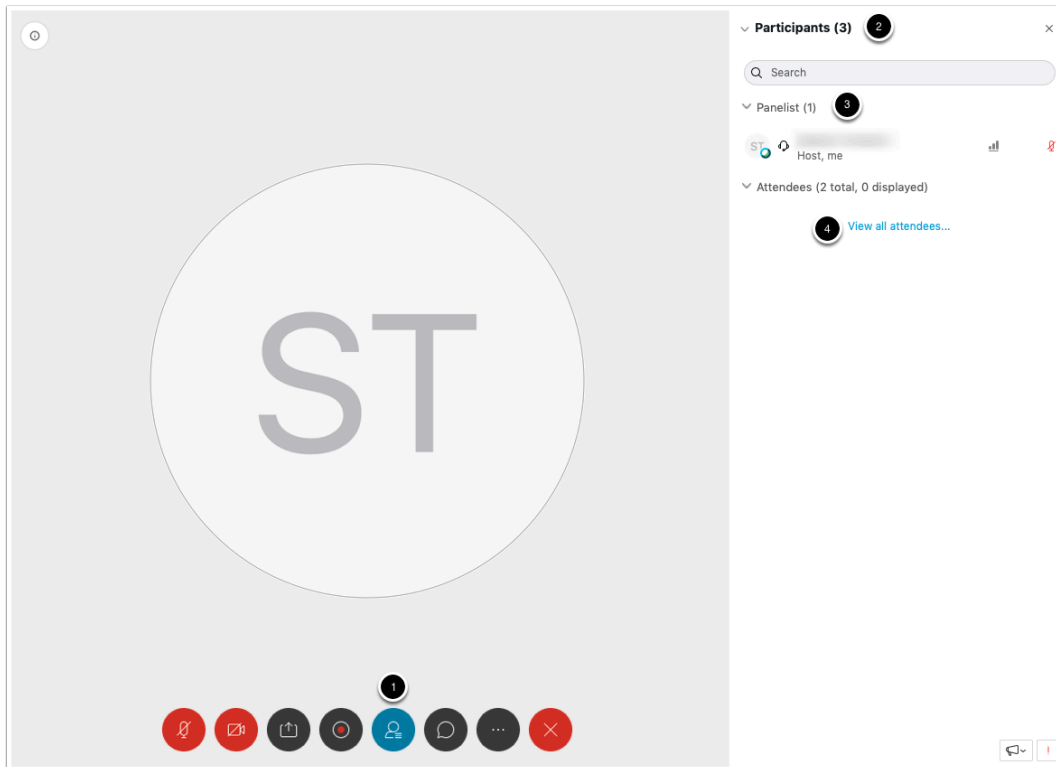 Participants (3)
2
Search
Panelist (1)
3
ST
Host, me
Attendees (2 total, 0 displayed)
4
View all attendees...
ST
1